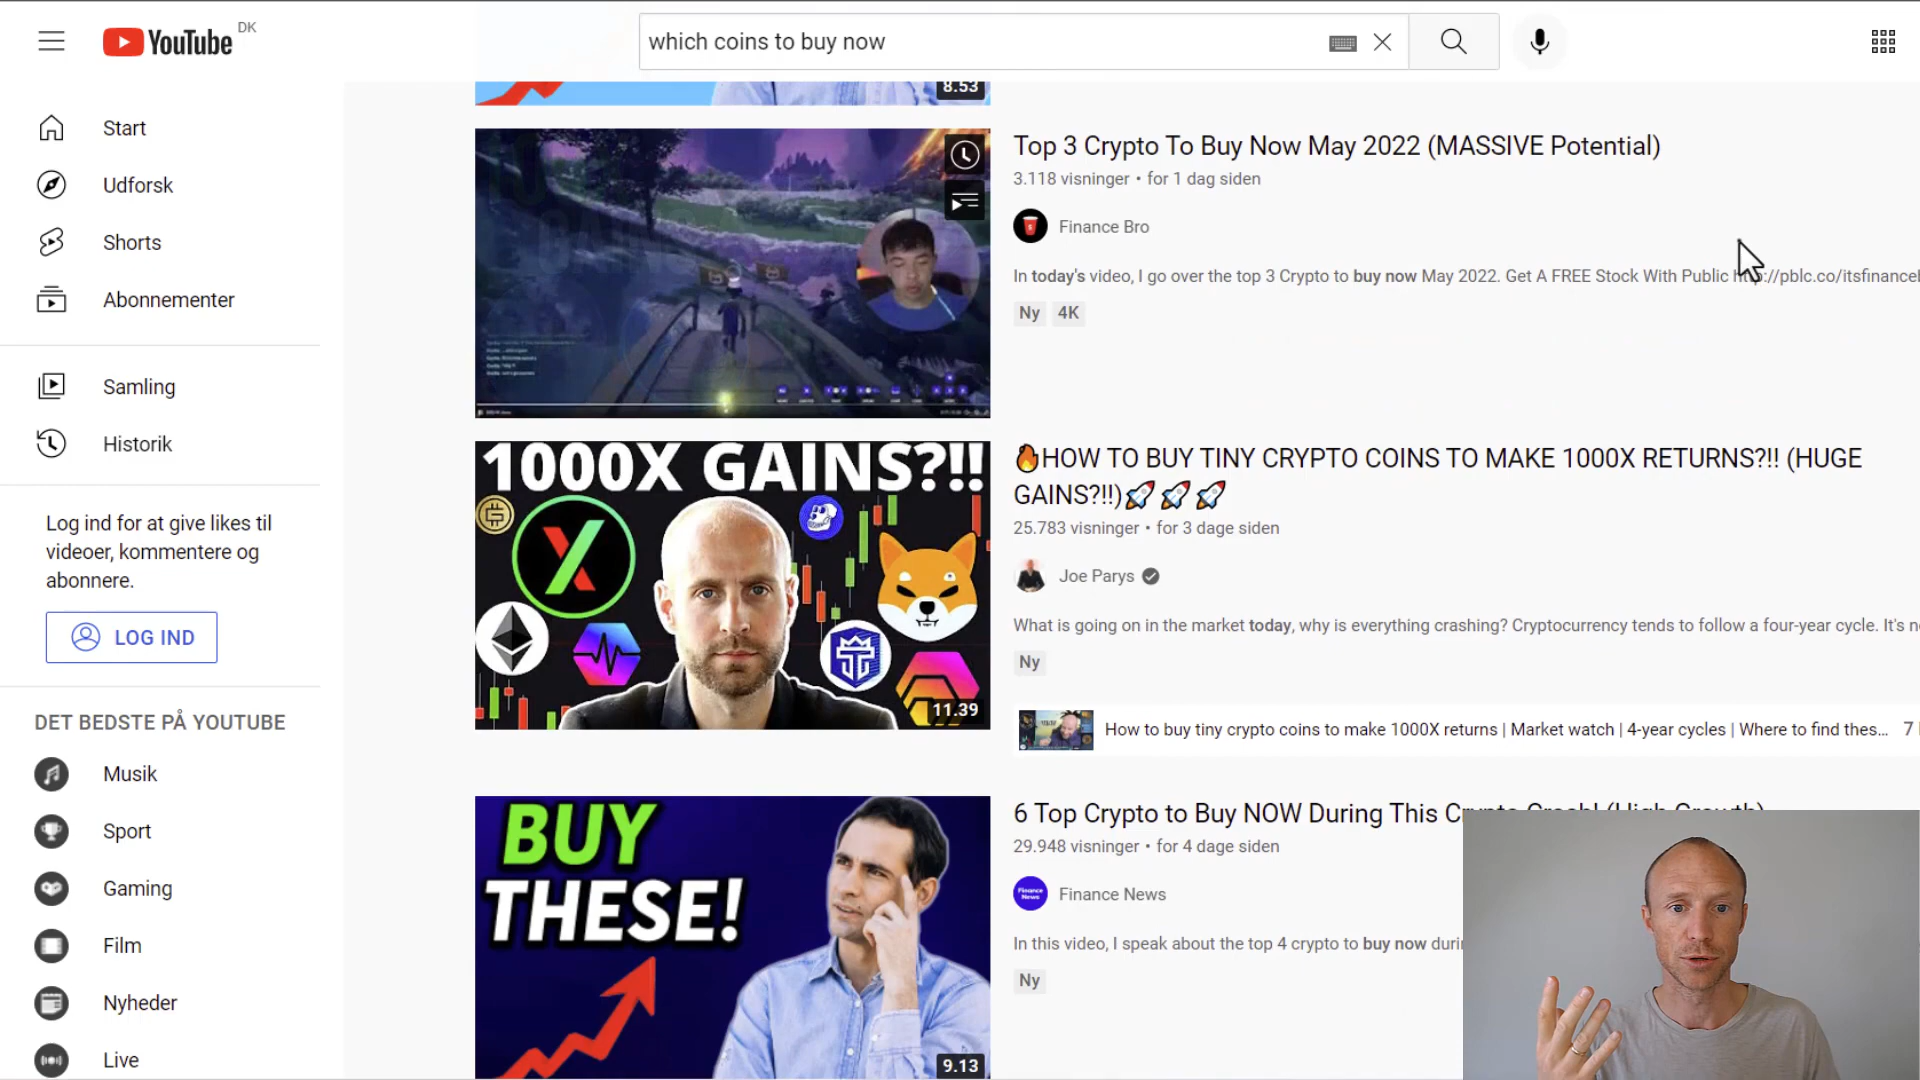 YouTube DK
which coins to buy now
Start
Udforsk
Shorts
Abonnementer
Samling
Historik
Log ind for at give likes til
videoer, kommentere og
abonnere.
LOG IND
DET BEDSTE PÅ YOUTUBE
Musik
Sport
Gaming
Film
Nyheder
Live
8.53
Top 3 Crypto To Buy Now May 2022 (MASSIVE Potential)
3.118 visninger • for 1 dag siden
Finance Bro
In today's video, I go over the top 3 Crypto to buy now May 2022. Get A FREE Stock With Public
Ny 4K
1000X GAINS?!!
11.39
🔥HOW TO BUY TINY CRYPTO COINS TO MAKE 1000X RETURNS?!! (HUGE
GAINS?!!)🚀🚀🚀
25.783 visninger • for 3 dage siden
Joe Parys
What is going on in the market today, why is everything crashing? Cryptocurrency tends to follow a four-year cycle. It's
Ny
How to buy tiny crypto coins to make 1000X returns | Market watch | 4-year cycles | Where to find thes... 7
BUY
THESE!
9.13
6 Top Crypto to Buy NOW During This
29.948 visninger • for 4 dage siden
Finance News
In this video, I speak about the top 4 crypto to buy now
Ny